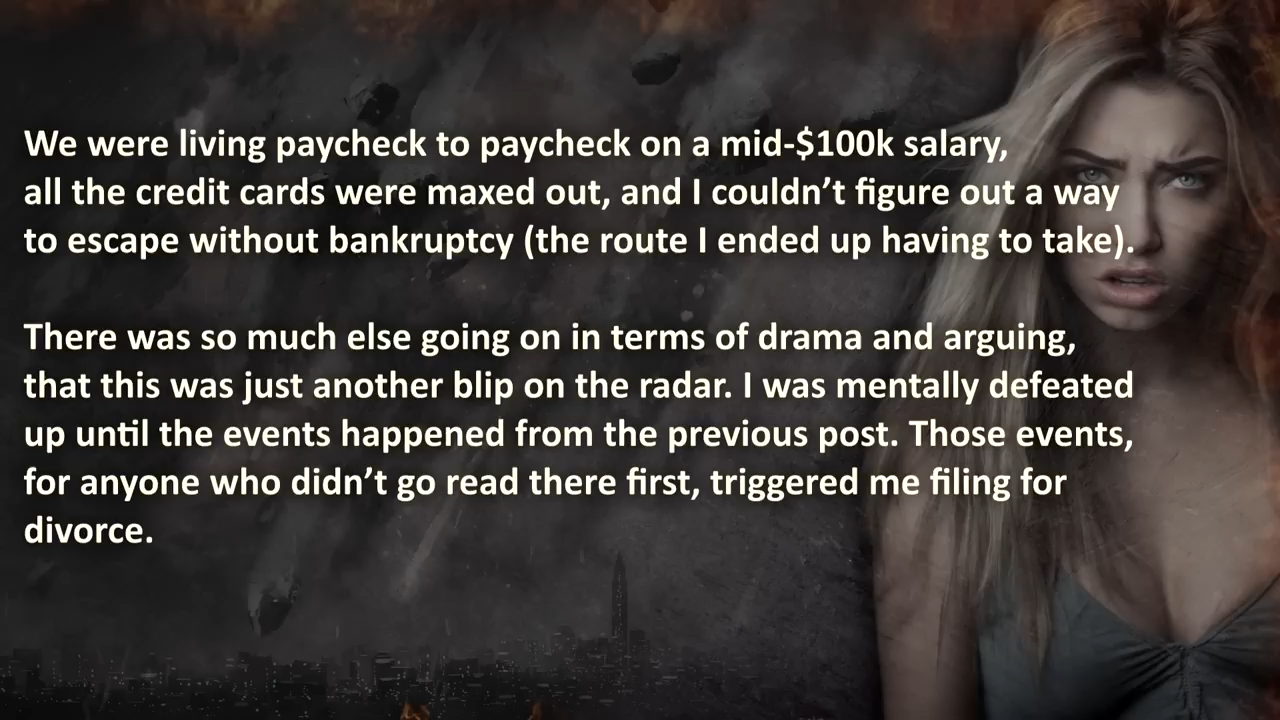 We were living paycheck to paycheck on a mid-$100k salary,
all the credit cards were maxed out, and I couldn’t figure out a way
to escape without bankruptcy (the route I ended up having to take).
There was so much else going on in terms of drama and arguing,
that this was just another blip on the radar. I was mentally defeated
up until the events happened from the previous post. Those events,
for anyone who didn’t go read there first, triggered me filing for
divorce.